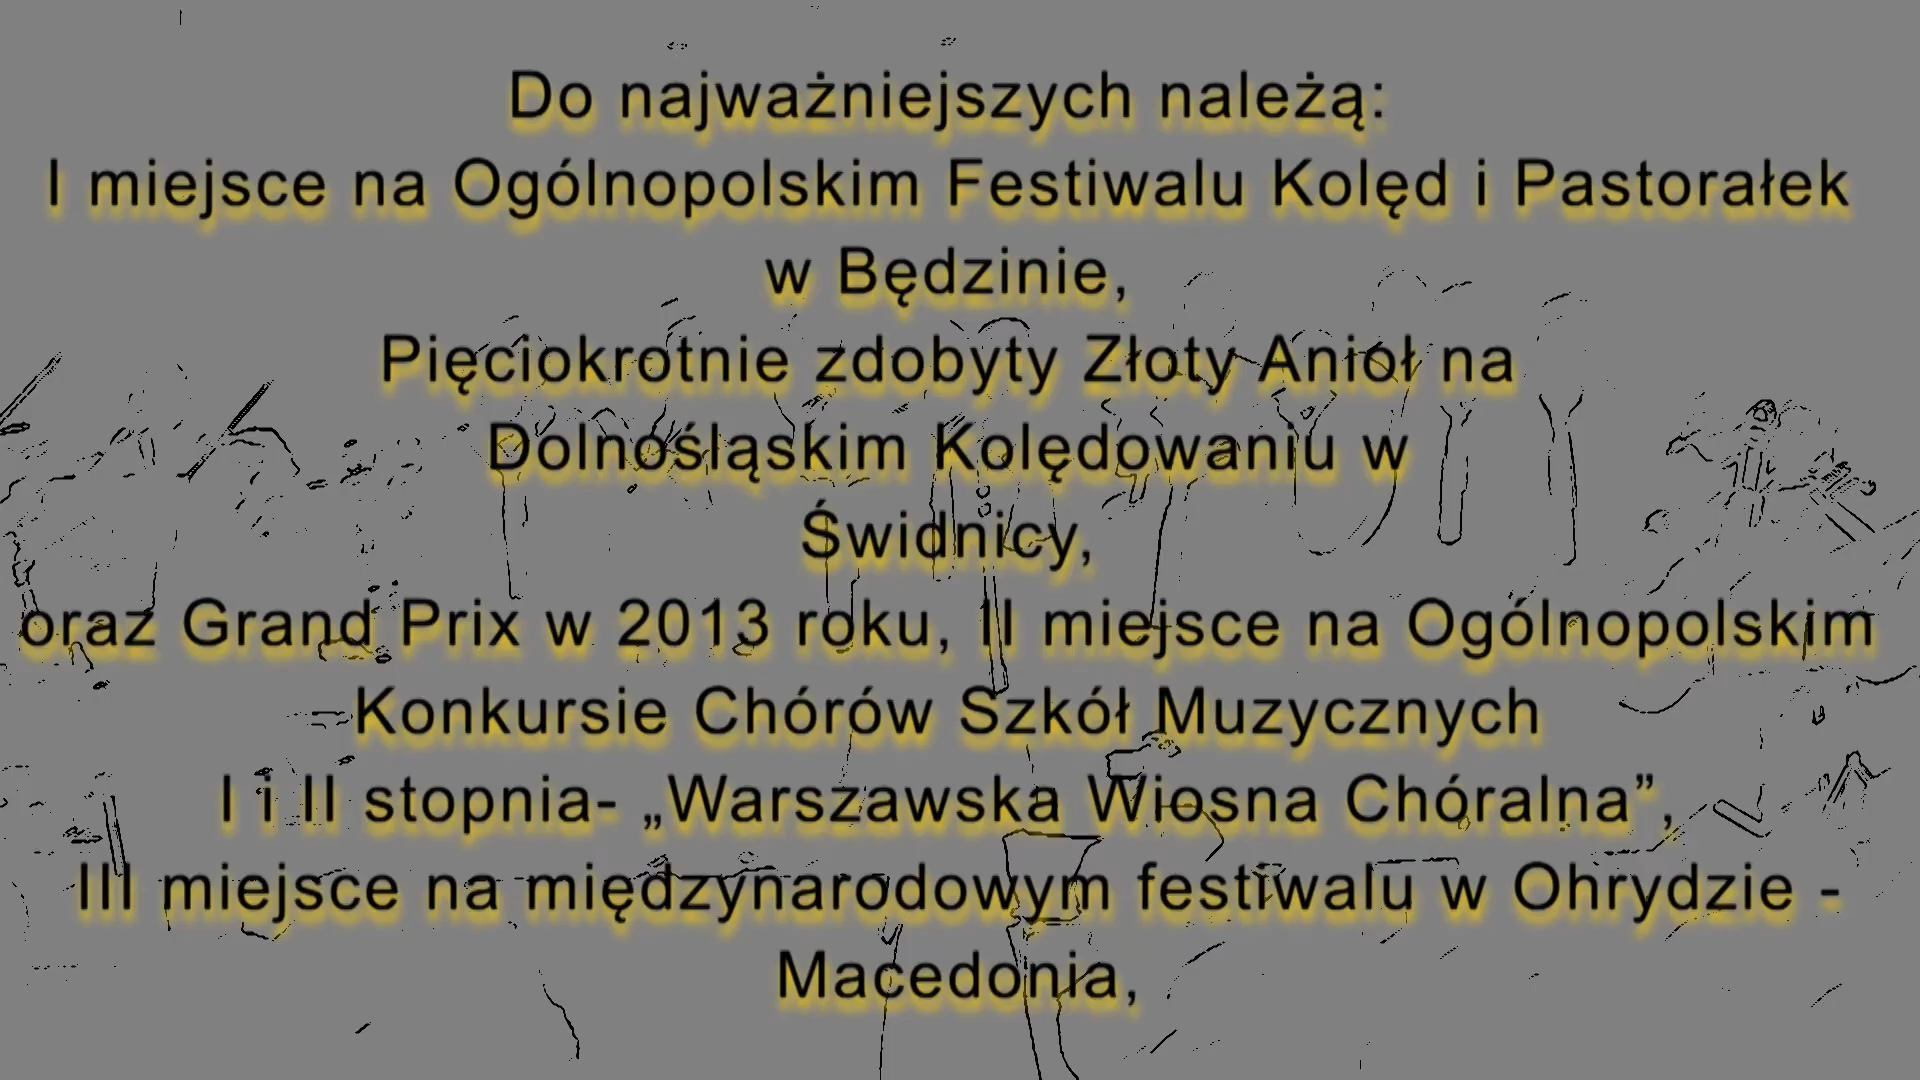 Do najważniejszych należą:
I miejsce na Ogólnopolskim Festiwalu Kolęd i Pastorałek
w Będzinie,
Pięciokrotnie zdobyty Złoty Anioł na
Dolnośląskim Kolędowaniu w
Świdnicy,
oraz Grand Prix w 2013 roku, II miejsce na Ogólnopolskim
Konkursie Chórów Szkół Muzycznych
I i II stopnia- „Warszawska Wiosna Chóralna”,
III miejsce na międzynarodowym festiwalu w Ohrydzie -
Macedonia,